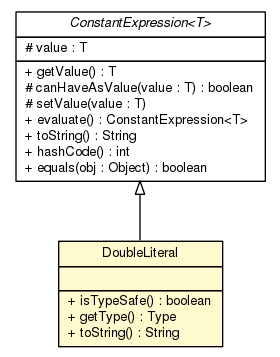 ConstantExpression<T>
# value : T
+ getValue() : T
# canHaveAsValue(value : T) : boolean
# setValue(value : T)
+ evaluate() : ConstantExpression<T>
+ toString() : String
+ hashCode() : int
+ equals(obj : Object) : boolean
DoubleLiteral
+ isTypeSafe() : boolean
+ getType() : Type
+ toString() : String